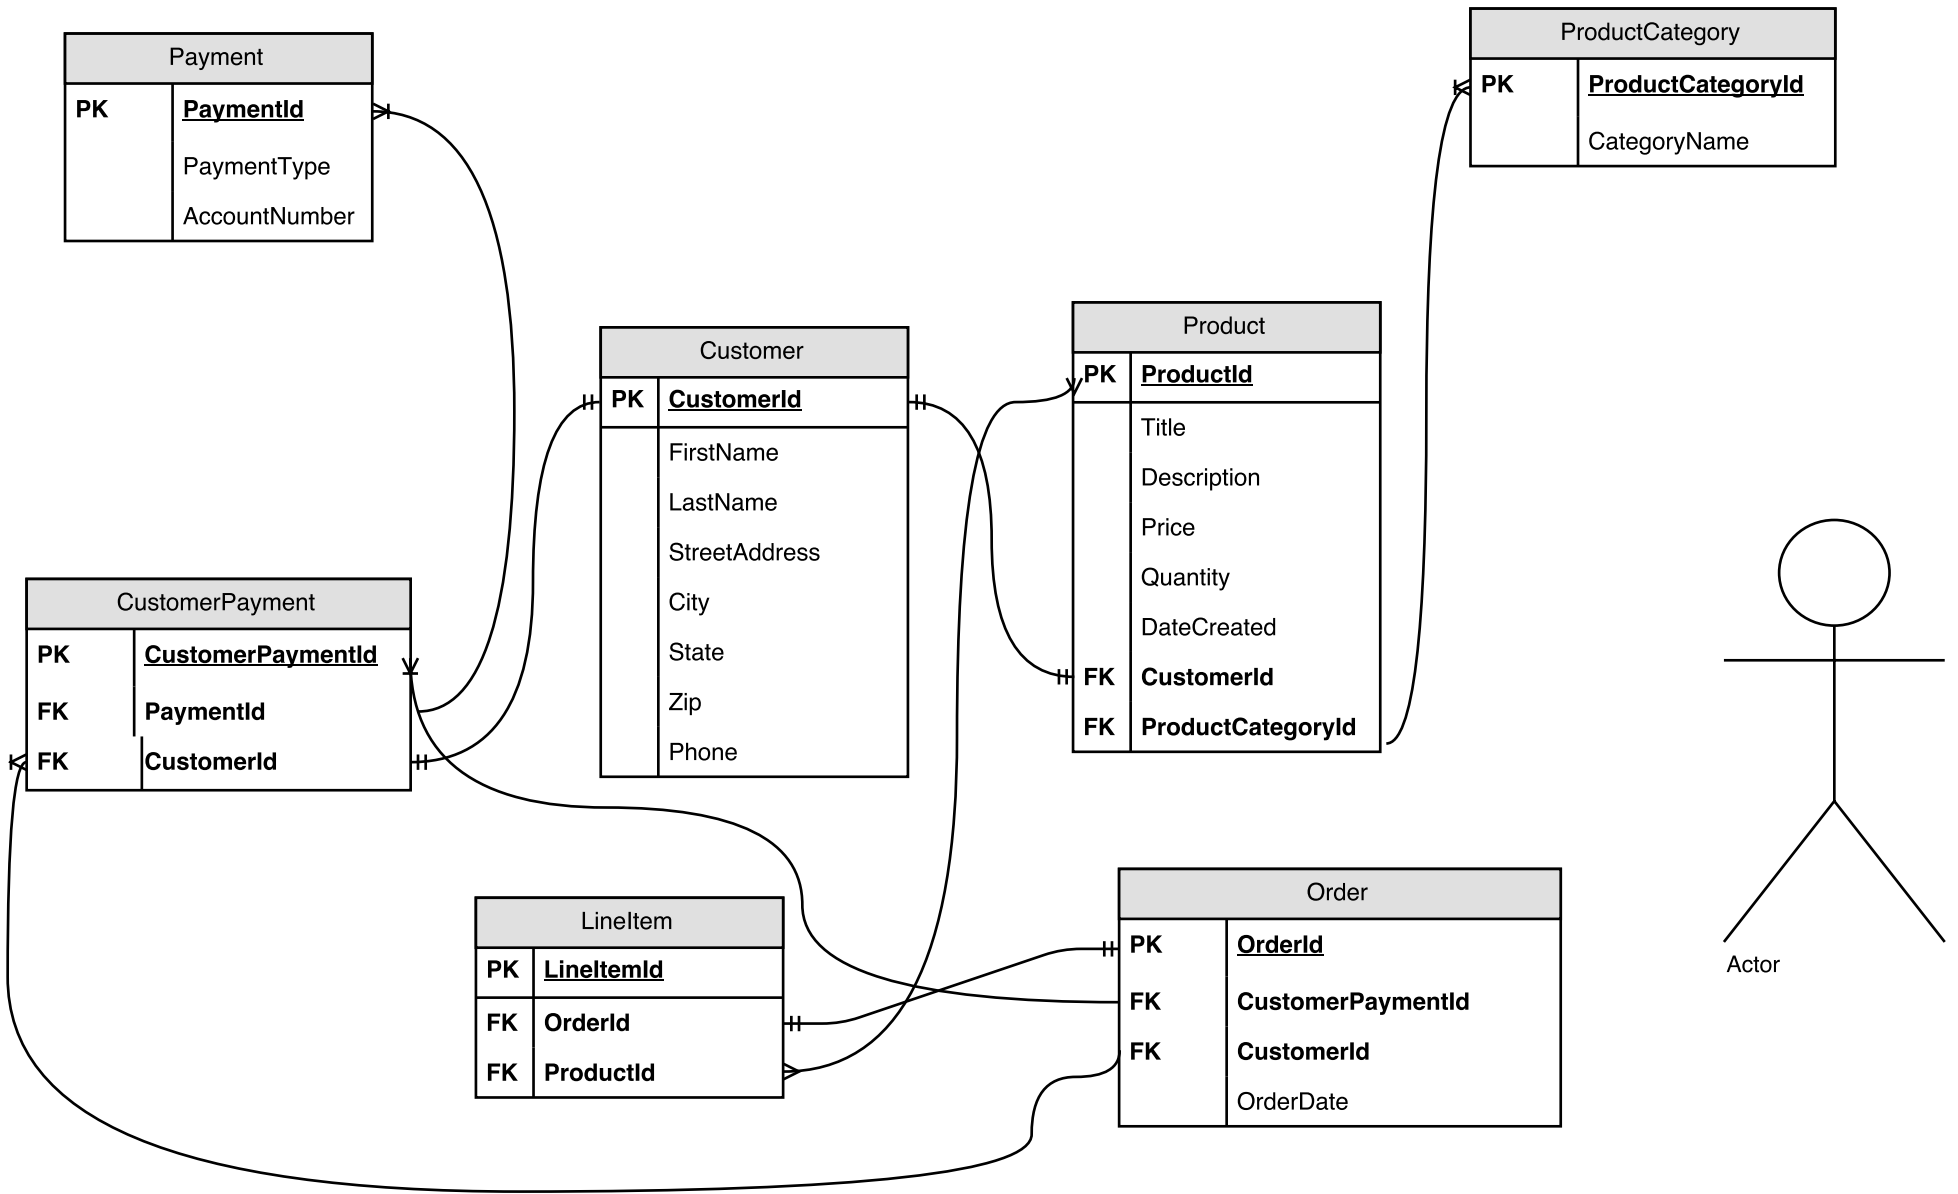 Payment
PK PaymentId
PaymentType
AccountNumber
ProductCategory
PK ProductCategoryId
CategoryName
Customer
PK CustomerId
FirstName
LastName
StreetAddress
City
State
Zip
Phone
Product
PK ProductId
Title
Description
Price
Quantity
DateCreated
FK CustomerId
FK ProductCategoryId
CustomerPayment
PK CustomerPaymentId
FK PaymentId
FK CustomerId
LineItem
PK LineItemId
FK OrderId
FK ProductId
Order
PK OrderId
FK CustomerPaymentId
FK CustomerId
OrderDate
Actor